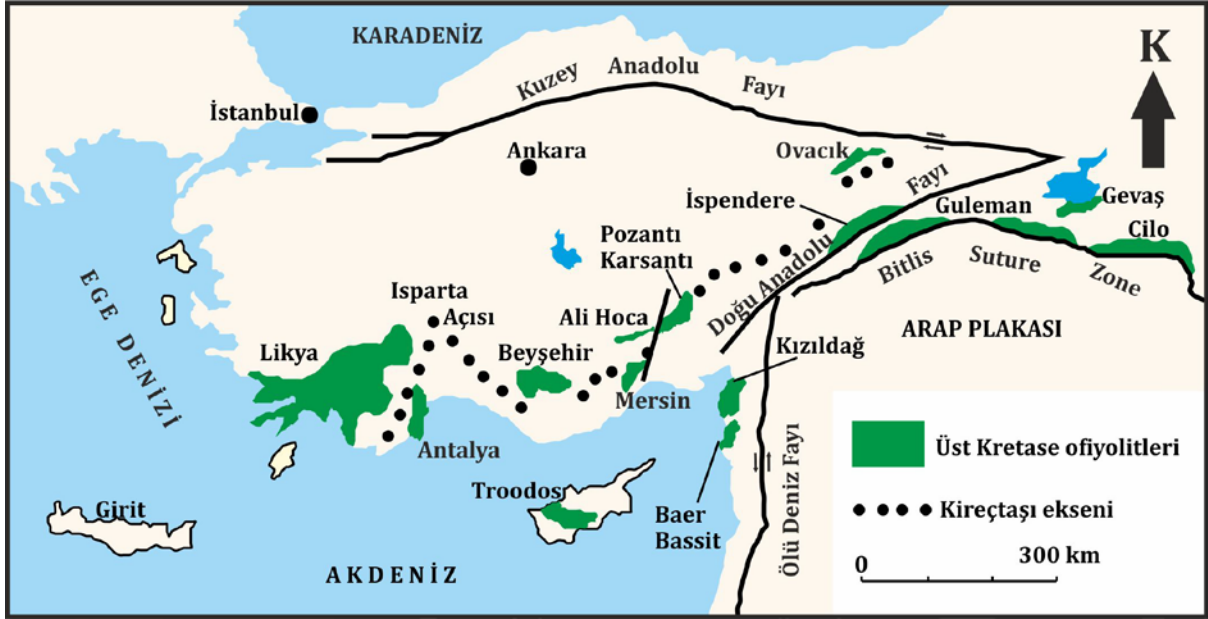 KARADENİZ
K
Kuzey Anadolu Fayı
İstanbul
Ankara
Ovacık
Fayı
Gevaş
İspendere
Guleman
Cilo
Pozantı
Karsantı
Doğu Anadolu
Bitlis Suture Zone
EGE DENİZİ
Isparta
Açısı
Ali Hoca
ARAP PLAKASI
Likya
Beyşehir
Kızıldağ
Mersin
Antalya
Üst Kretase ofiyolitleri
Troodos
Ölü Deniz Fayı
Girit
Baer
Bassit
Kireçtaşı ekseni
AKDENİZ
0 300 km